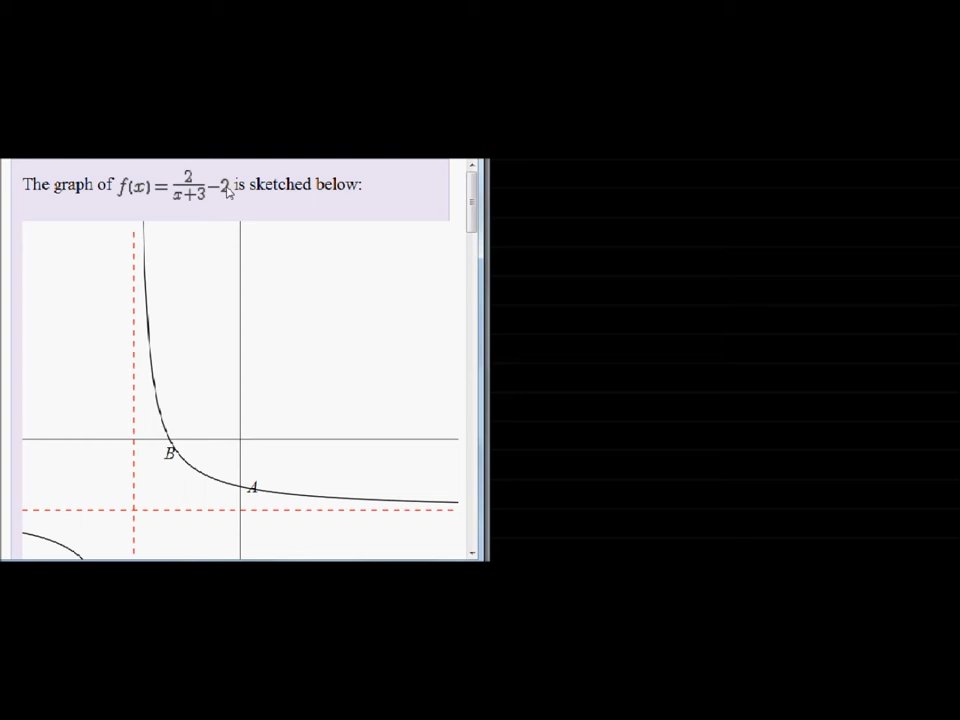 The graph of f(x) = 2/(x+3) −2 is sketched below:
B
A